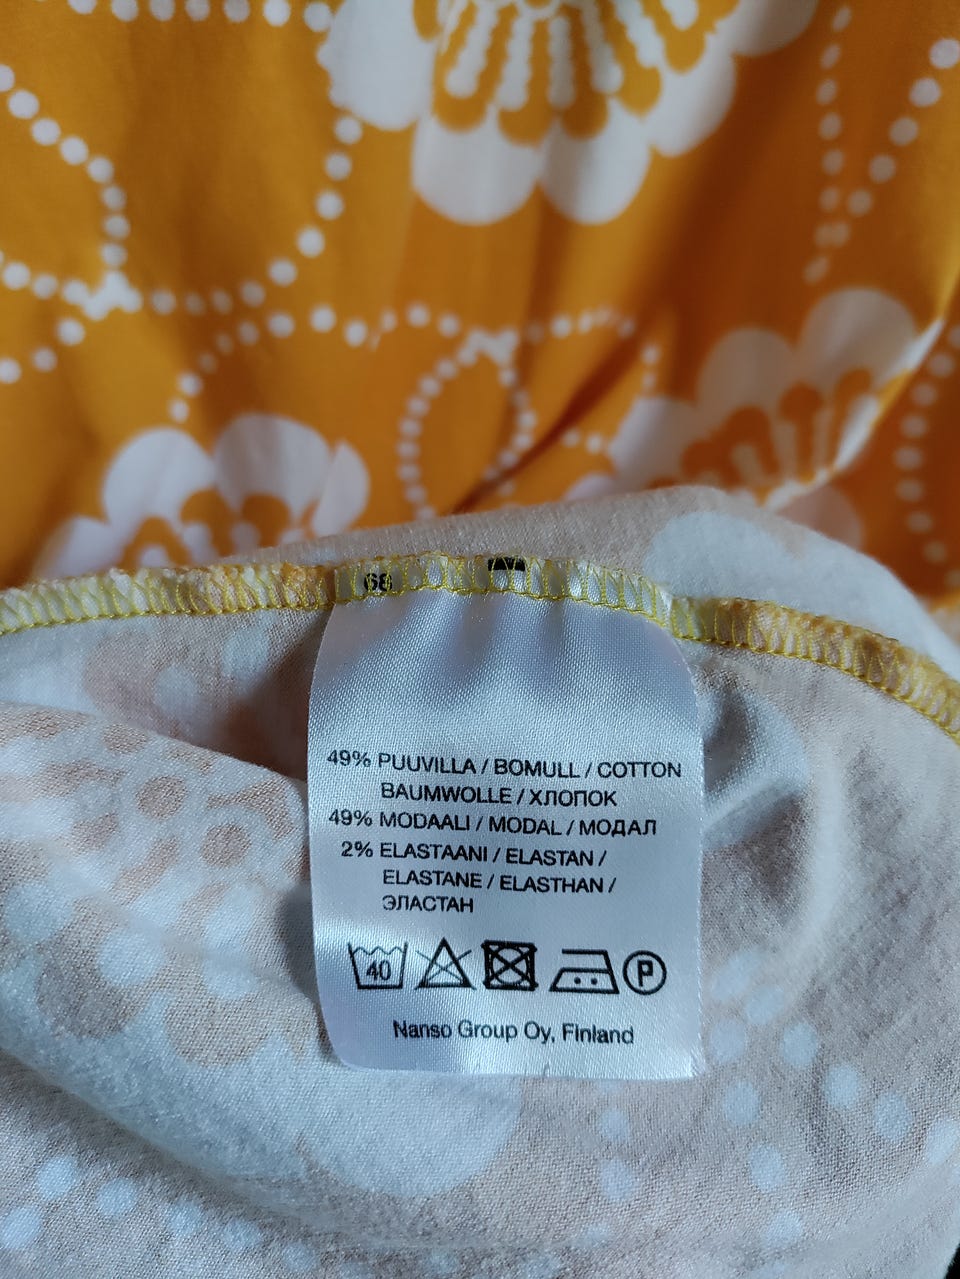 68
49% PUUVILLA / BOMULL / COTTON
BAUMWOLLE / ХЛОПОК
49% MODAALI / MODAL / МОДАЛ
2% ELASTAANI / ELASTAN /
ELASTANE / ELASTHAN /
ЭЛАСТАН
40 P
Nanso Group Oy, Finland